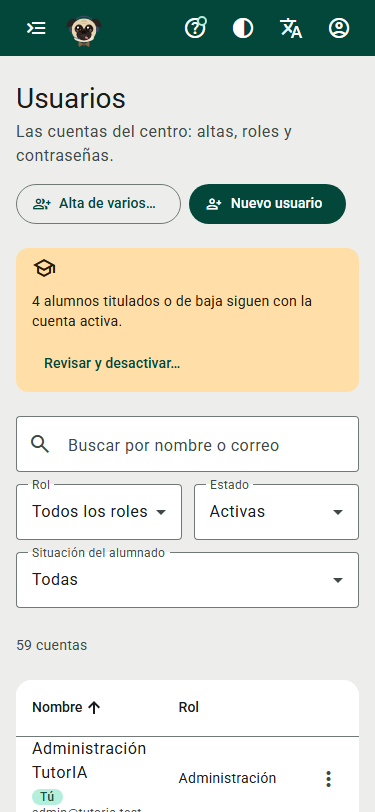 Usuarios
Las cuentas del centro: altas, roles y
contraseñas.
Alta de varios…
Nuevo usuario
4 alumnos titulados o de baja siguen con la
cuenta activa.
Revisar y desactivar…
Buscar por nombre o correo
Rol
Todos los roles
Estado
Activas
Situación del alumnado
Todas
59 cuentas
Nombre
Rol
Administración
TutorIA
Administración
Tú